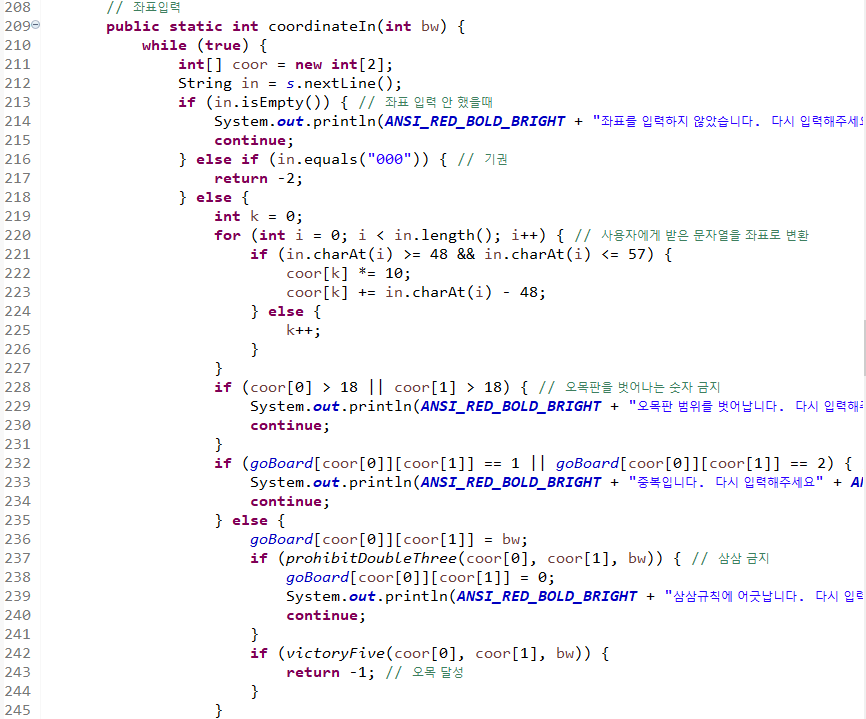 208 // 좌표입력
209 public static int coordinateIn(int bw) {
210 while (true) {
211 int[] coor = new int[2];
212 String in = s.nextLine();
213 if (in.isEmpty()) { // 좌표 입력 안 했을때
214 System.out.println(ANSI_RED_BOLD_BRIGHT + "좌표를 입력하지 않았습니다. 다시 입력해주세요
215 continue;
216 } else if (in.equals("000")) { // 기권
217 return -2;
218 } else {
219 int k = 0;
220 for (int i = 0; i < in.length(); i++) { // 사용자에게 받은 문자열을 좌표로 변환
221 if (in.charAt(i) >= 48 && in.charAt(i) <= 57) {
222 coor[k] *= 10;
223 coor[k] += in.charAt(i) - 48;
224 } else {
225 k++;
226 }
227 }
228 if (coor[0] > 18 || coor[1] > 18) { // 오목판을 벗어나는 숫자 금지
229 System.out.println(ANSI_RED_BOLD_BRIGHT + "오목판 범위를 벗어납니다. 다시 입력해주
230 continue;
231 }
232 if (goBoard[coor[0]][coor[1]] == 1 || goBoard[coor[0]][coor[1]] == 2) {
233 System.out.println(ANSI_RED_BOLD_BRIGHT + "중복입니다. 다시 입력해주세요" + AN
234 continue;
235 } else {
236 goBoard[coor[0]][coor[1]] = bw;
237 if (prohibitDoubleThree(coor[0], coor[1], bw)) { // 삼삼 금지
238 goBoard[coor[0]][coor[1]] = 0;
239 System.out.println(ANSI_RED_BOLD_BRIGHT + "삼삼규칙에 어긋납니다. 다시 입력
240 continue;
241 }
242 if (victoryFive(coor[0], coor[1], bw)) {
243 return -1; // 오목 달성
244 }
245 }